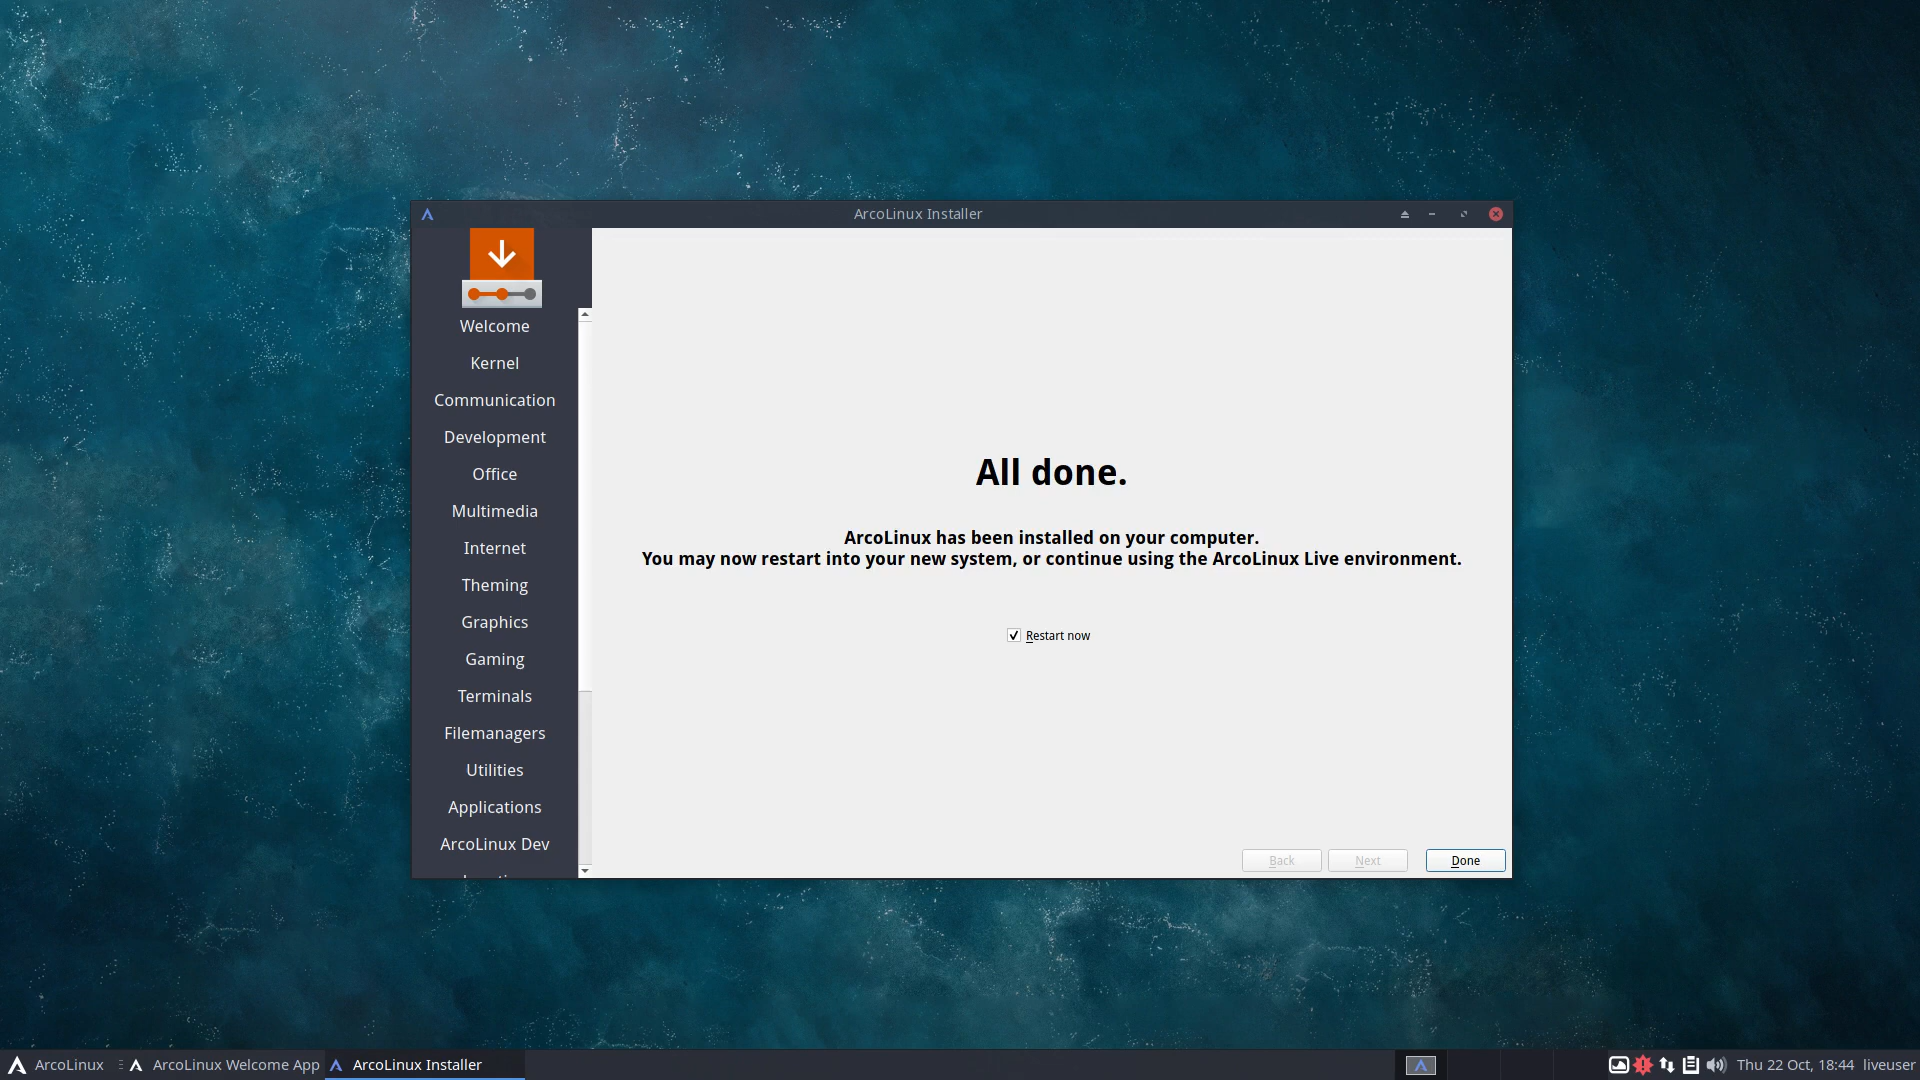 ArcoLinux Installer
Welcome
Kernel
Communication
Development
Office
Multimedia
Internet
Theming
Graphics
Gaming
Terminals
Filemanagers
Utilities
Applications
ArcoLinux Dev
All done.
ArcoLinux has been installed on your computer.
You may now restart into your new system, or continue using the ArcoLinux Live environment.
Restart now
Back Next Done
ArcoLinux ArcoLinux Welcome App ArcoLinux Installer Thu 22 Oct, 18:44 liveuser